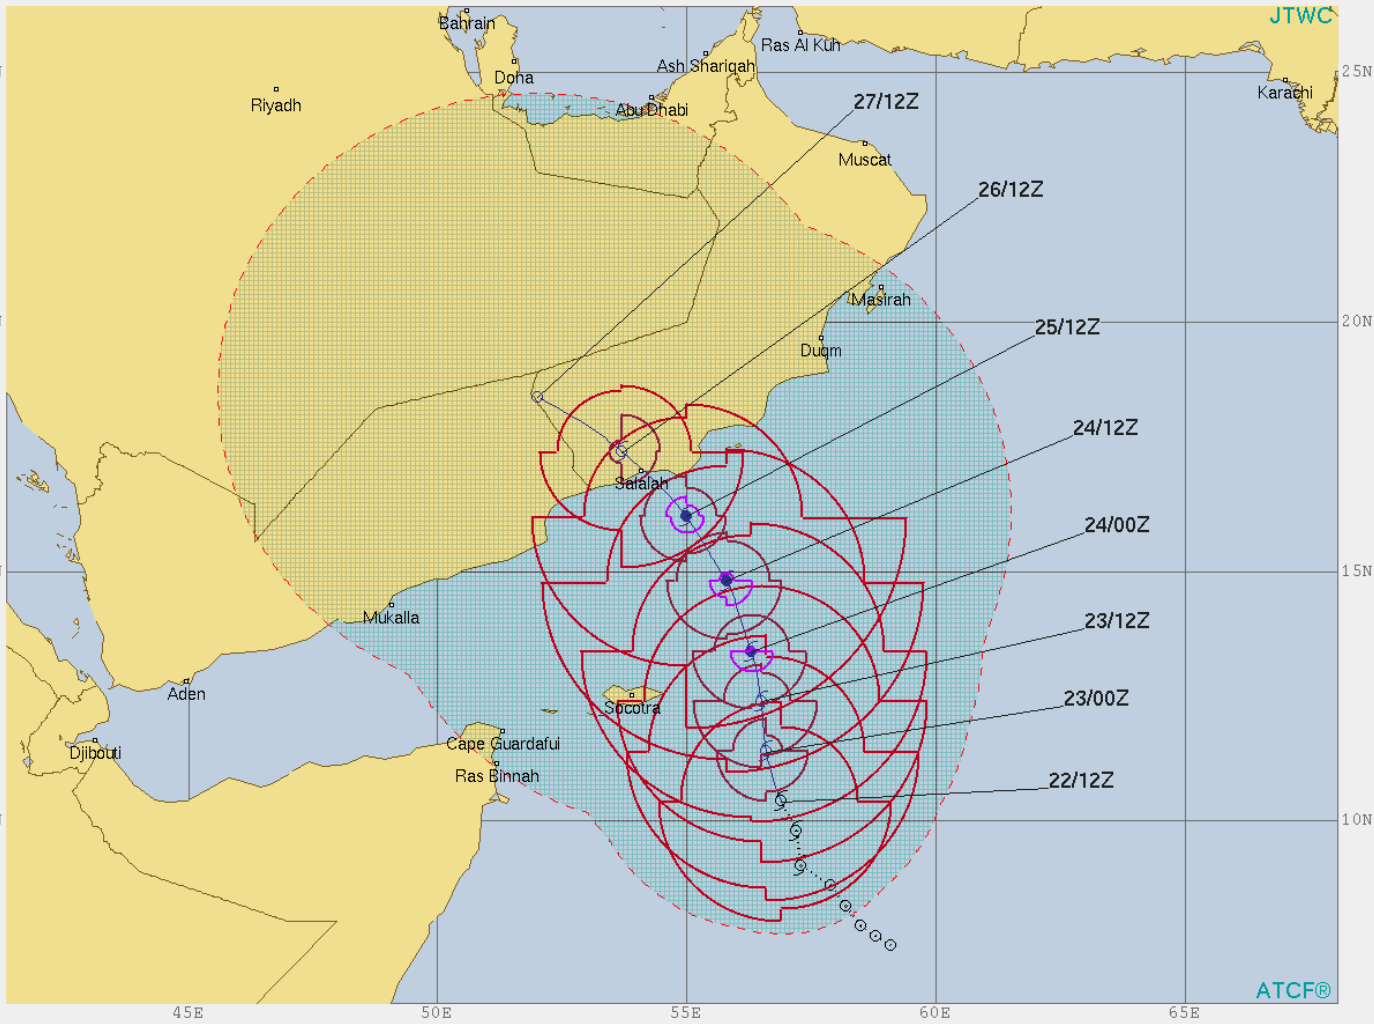 JTWC
Bahrain
Ras Al Kuh
Ash Shariqah
25N
Doha
Karachi
Riyadh
Abu Dhabi
27/12Z
Muscat
26/12Z
Masirah
20N
25/12Z
Duqm
24/12Z
Salalah
24/00Z
15N
Mukalla
23/12Z
Aden
23/00Z
Socotra
Cape Guardafui
Djibouti
Ras Binnah
22/12Z
10N
ATCF®
45E
50E
55E
60E
65E